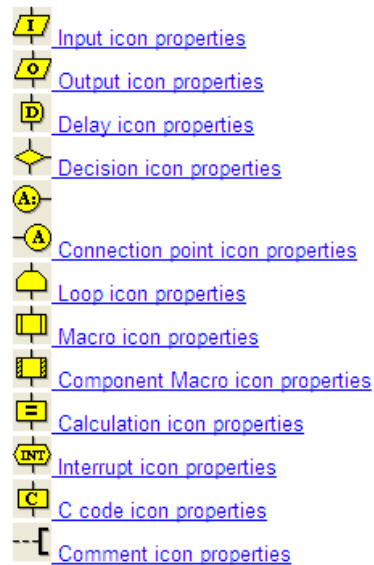 I Input icon properties
O Output icon properties
D Delay icon properties
Decision icon properties
A:
A Connection point icon properties
Loop icon properties
Macro icon properties
Component Macro icon properties
= Calculation icon properties
INT Interrupt icon properties
C C code icon properties
Comment icon properties